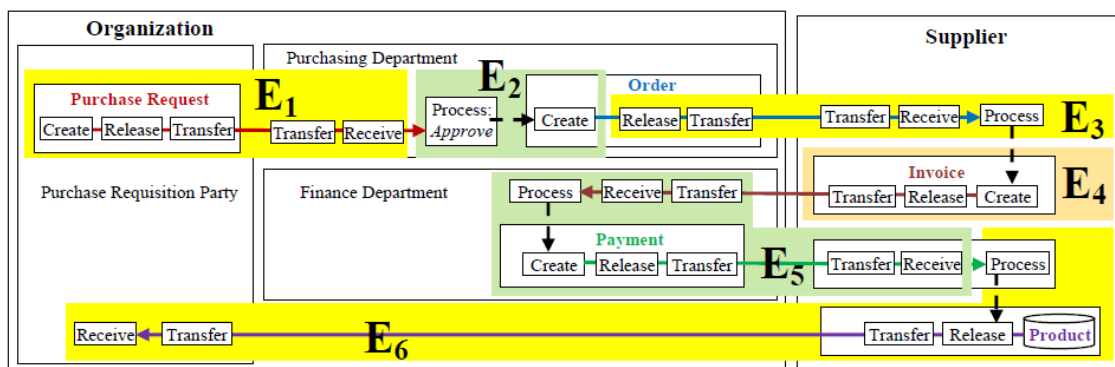 Organization
Supplier
Purchasing Department
E2
Order
E1
Purchase Request
Process:
Approve
Create
Release
Transfer
Transfer
Receive
Create
Release
Transfer
Transfer
Receive
Process
E3
Purchase Requisition Party
Finance Department
Process
Receive
Transfer
Invoice
Transfer
Release
Create
E4
Payment
Create
Release
Transfer
E5
Transfer
Receive
Process
Receive
Transfer
E6
Transfer
Release
Product